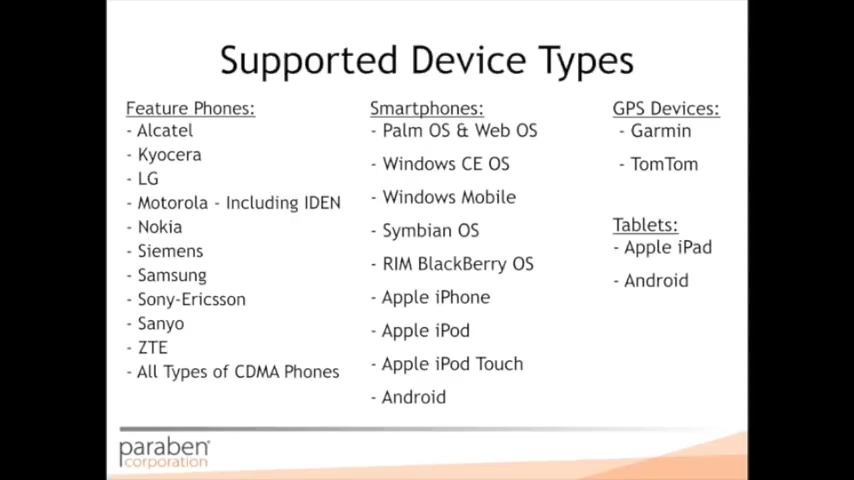 Supported Device Types
Feature Phones:
- Alcatel
- Kyocera
- LG
- Motorola - Including IDEN
- Nokia
- Siemens
- Samsung
- Sony-Ericsson
- Sanyo
- ZTE
- All Types of CDMA Phones
Smartphones:
- Palm OS & Web OS
- Windows CE OS
- Windows Mobile
- Symbian OS
- RIM BlackBerry OS
- Apple iPhone
- Apple iPod
- Apple iPod Touch
- Android
GPS Devices:
- Garmin
- TomTom
Tablets:
- Apple iPad
- Android
paraben®
corporation